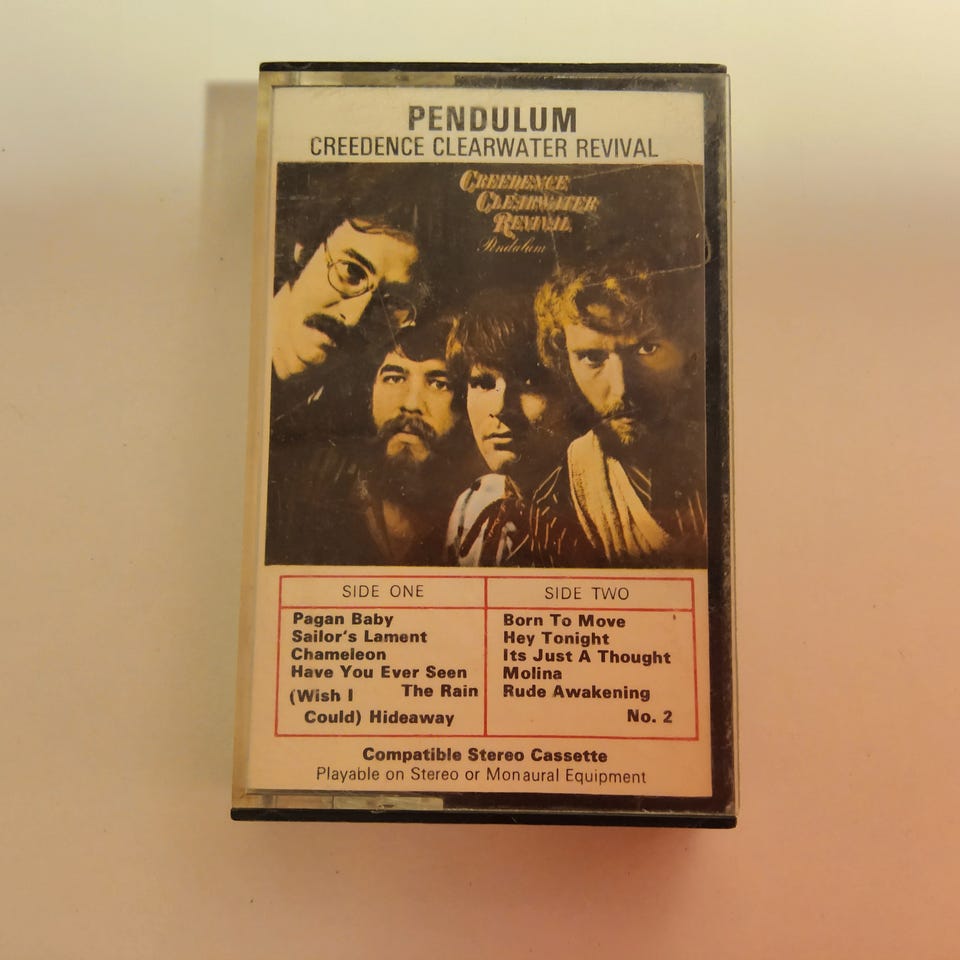 PENDULUM
CREEDENCE CLEARWATER REVIVAL
CREEDENCE
CLEARWATER
REVIVAL
Pendulum
SIDE ONE
Pagan Baby
Sailor's Lament
Chameleon
Have You Ever Seen
The Rain
(Wish I
Could) Hideaway
SIDE TWO
Born To Move
Hey Tonight
Its Just A Thought
Molina
Rude Awakening
No. 2
Compatible Stereo Cassette
Playable on Stereo or Monaural Equipment